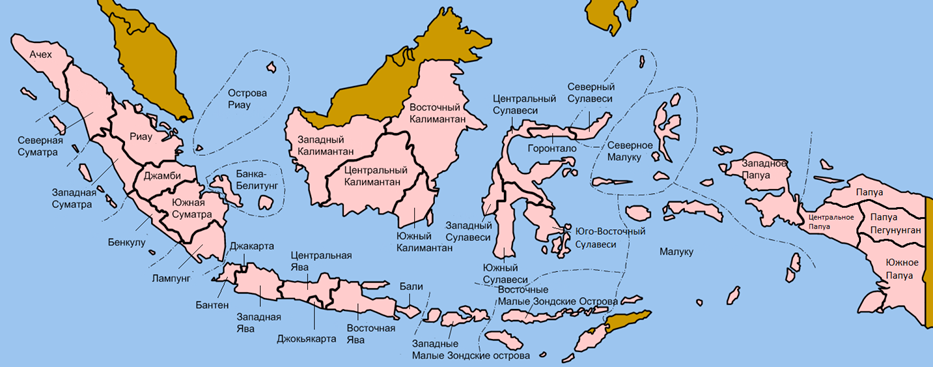 Ачех
Северная
Суматра
Риау
Острова
Риау
Западная
Суматра
Джамби
Банка-
Белитунг
Южная
Суматра
Бенкулу
Лампунг
Джакарта
Бантен
Западная
Ява
Центральная
Ява
Джокьякарта
Восточная
Ява
Бали
Западный
Калимантан
Центральный
Калимантан
Восточный
Калимантан
Южный
Калимантан
Центральный
Сулавеси
Северный
Сулавеси
Горонтало
Западный
Сулавеси
Южный
Сулавеси
Юго-Восточный
Сулавеси
Западные
Малые Зондские острова
Восточные
Малые Зондские Острова
Северное
Малуку
Малуку
Западное
Папуа
Центральное
Папуа
Папуа
Папуа
Пегунунган
Южное
Папуа